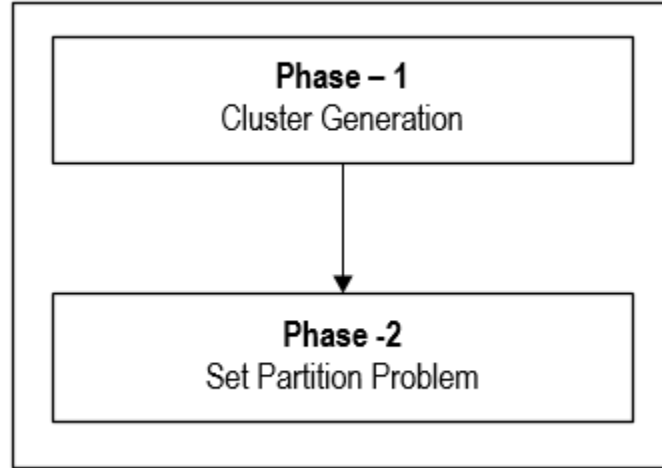 Phase – 1
Cluster Generation
Phase -2
Set Partition Problem